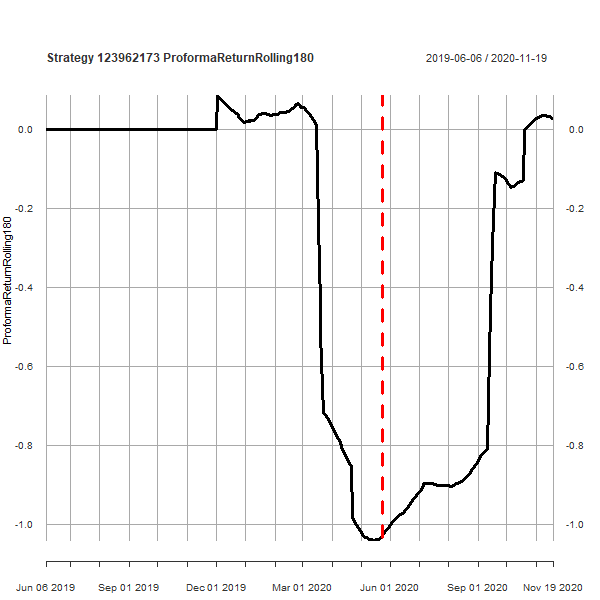 Strategy 123962173 ProformaReturnRolling180
2019-06-06 / 2020-11-19
ProformaReturnRolling180
0.0 0.0
-0.2 -0.2
-0.4 -0.4
-0.6 -0.6
-0.8 -0.8
-1.0 -1.0
Jun 06 2019 Sep 01 2019 Dec 01 2019 Mar 01 2020 Jun 01 2020 Sep 01 2020 Nov 19 2020